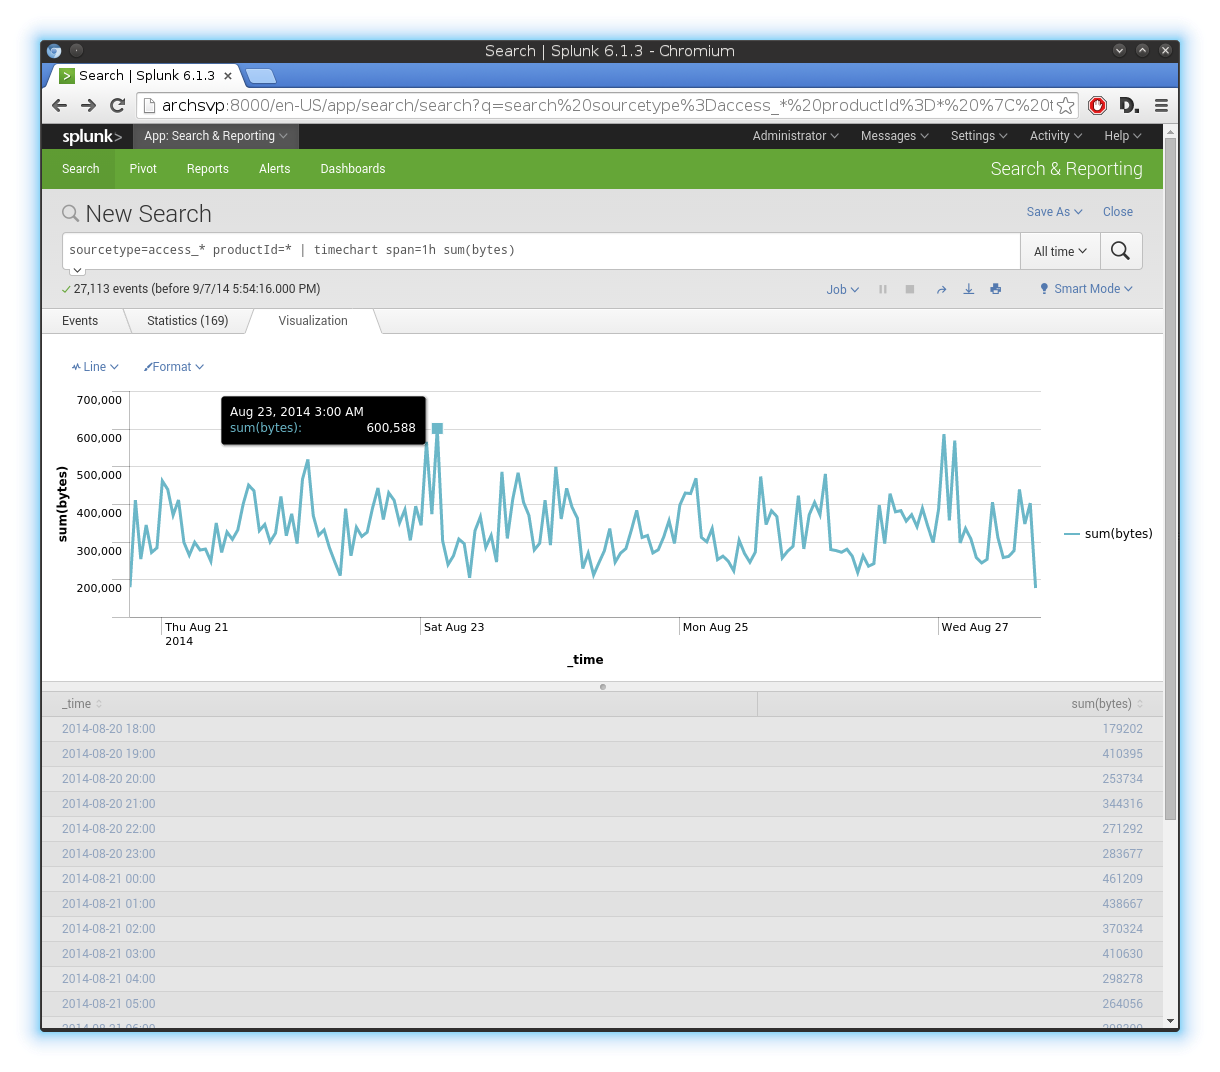 Search | Splunk 6.1.3 - Chromium
Search | Splunk 6.1.3 ×
archsvp:8000/en-US/app/search/search?q=search%20sourcetype%3Daccess_*%20productId%3D*%20%7C%20t
splunk> App: Search & Reporting Administrator Messages Settings Activity Help
Search Pivot Reports Alerts Dashboards Search & Reporting
New Search Save As Close
sourcetype=access_* productId=* | timechart span=1h sum(bytes) All time
27,113 events (before 9/7/14 5:54:16.000 PM) Job Smart Mode
Events Statistics (169) Visualization
Line Format
700,000
600,000
500,000
400,000
300,000
200,000
sum(bytes)
Aug 23, 2014 3:00 AM
sum(bytes): 600,588
sum(bytes)
Thu Aug 21 Sat Aug 23 Mon Aug 25 Wed Aug 27
2014
_time
_time sum(bytes)
2014-08-20 18:00 179202
2014-08-20 19:00 410395
2014-08-20 20:00 253734
2014-08-20 21:00 344316
2014-08-20 22:00 271292
2014-08-20 23:00 283677
2014-08-21 00:00 461209
2014-08-21 01:00 438667
2014-08-21 02:00 370324
2014-08-21 03:00 410630
2014-08-21 04:00 298278
2014-08-21 05:00 264056
2014-08-21 06:00